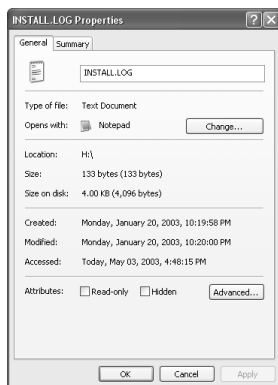 INSTALL.LOG Properties
General Summary
INSTALL.LOG
Type of file: Text Document
Opens with: Notepad Change...
Location: H:\
Size: 133 bytes (133 bytes)
Size on disk: 4.00 KB (4,096 bytes)
Created: Monday, January 20, 2003, 10:19:58 PM
Modified: Monday, January 20, 2003, 10:20:00 PM
Accessed: Today, May 03, 2003, 4:48:15 PM
Attributes: Read-only Hidden Advanced...
OK Cancel Apply